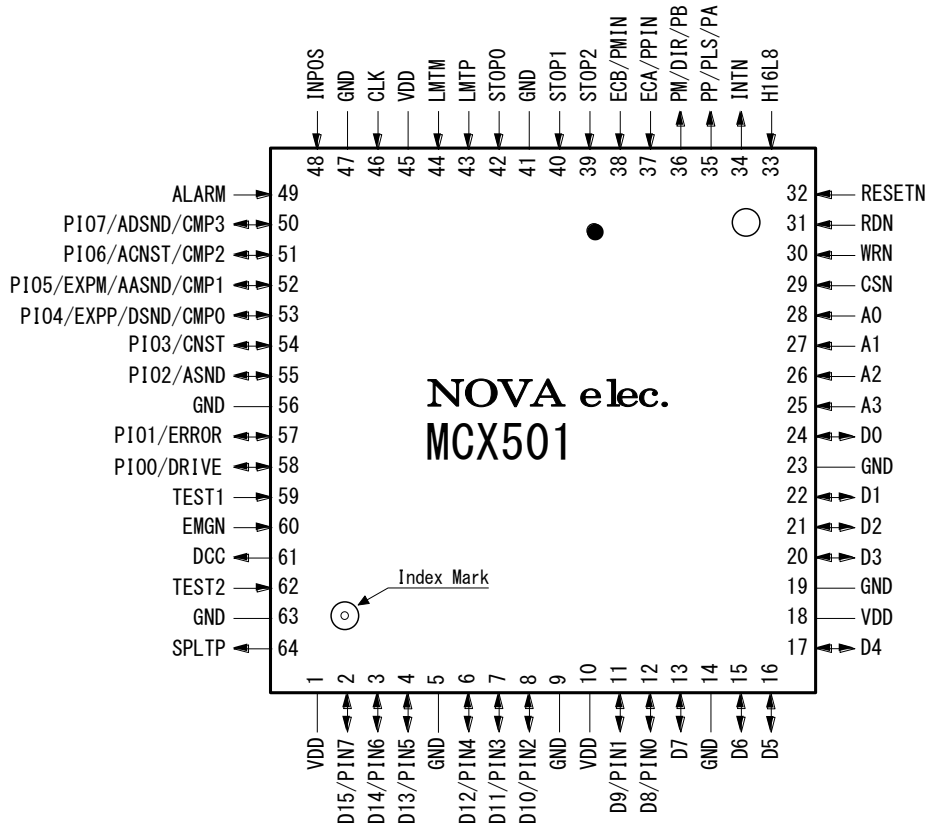 INPOS
GND
CLK
VDD
LMTM
LMTP
STOP0
GND
STOP1
STOP2
ECB/PMIN
ECA/PPIN
PM/DIR/PB
PP/PLS/PA
INTN
H16L8
48
47
46
45
44
43
42
41
40
39
38
37
36
35
34
33
ALARM 49
PIO7/ADSND/CMP3 50
PIO6/ACNST/CMP2 51
PIO5/EXPM/AASND/CMP1 52
PIO4/EXPP/DSND/CMP0 53
PIO3/CNST 54
PIO2/ASND 55
GND 56
PIO1/ERROR 57
PIO0/DRIVE 58
TEST1 59
EMGN 60
DCC 61
TEST2 62
GND 63
SPLTP 64
NOVA elec.
MCX501
Index Mark
32 RESETN
31 RDN
30 WRN
29 CSN
28 A0
27 A1
26 A2
25 A3
24 D0
23 GND
22 D1
21 D2
20 D3
19 GND
18 VDD
17 D4
1
2
3
4
5
6
7
8
9
10
11
12
13
14
15
16
VDD
D15/PIN7
D14/PIN6
D13/PIN5
GND
D12/PIN4
D11/PIN3
D10/PIN2
GND
VDD
D9/PIN1
D8/PIN0
D7
GND
D6
D5